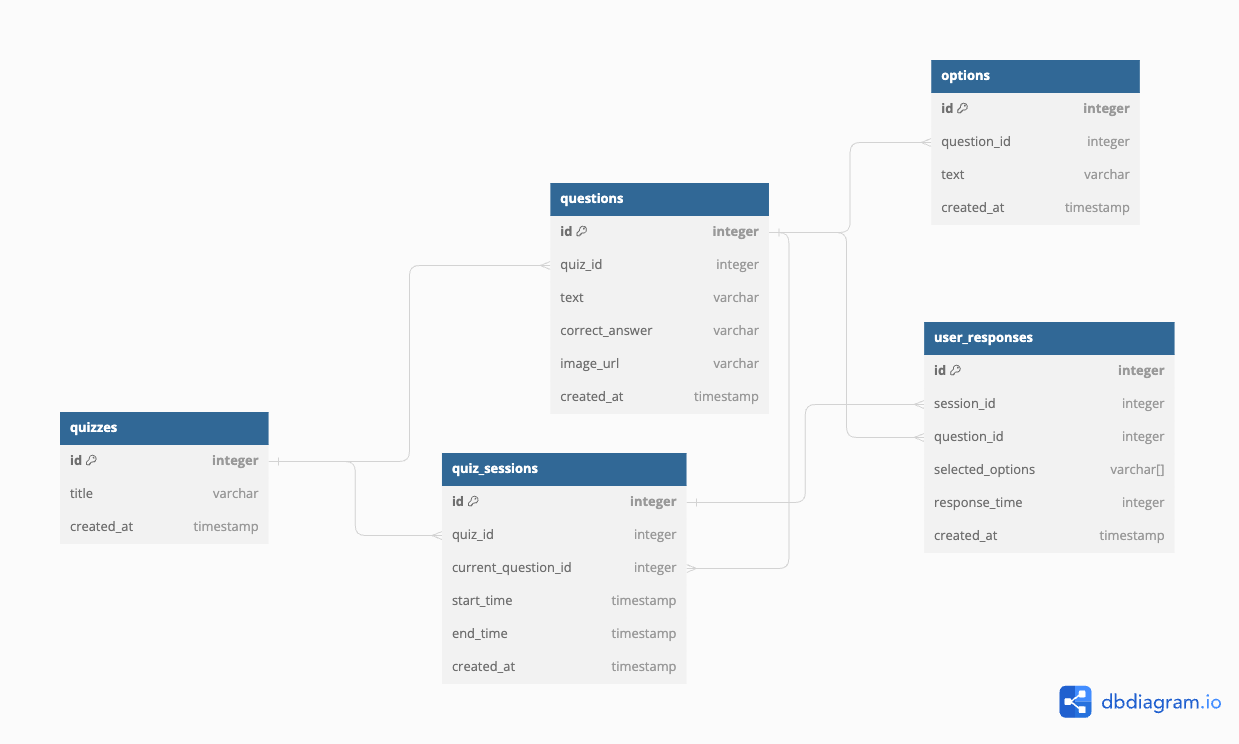 options
id integer
question_id integer
text varchar
created_at timestamp
questions
id integer
quiz_id integer
text varchar
correct_answer varchar
image_url varchar
created_at timestamp
user_responses
id integer
session_id integer
question_id integer
selected_options varchar[]
response_time integer
created_at timestamp
quizzes
id integer
title varchar
created_at timestamp
quiz_sessions
id integer
quiz_id integer
current_question_id integer
start_time timestamp
end_time timestamp
created_at timestamp
dbdiagram.io